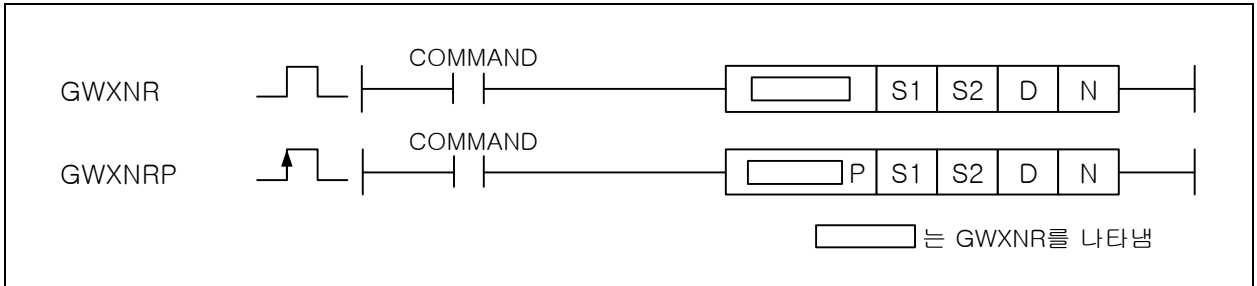 COMMAND
GWXNR S1 S2 D N
COMMAND
GWXNRP P S1 S2 D N
는 GWXNR를 나타냄